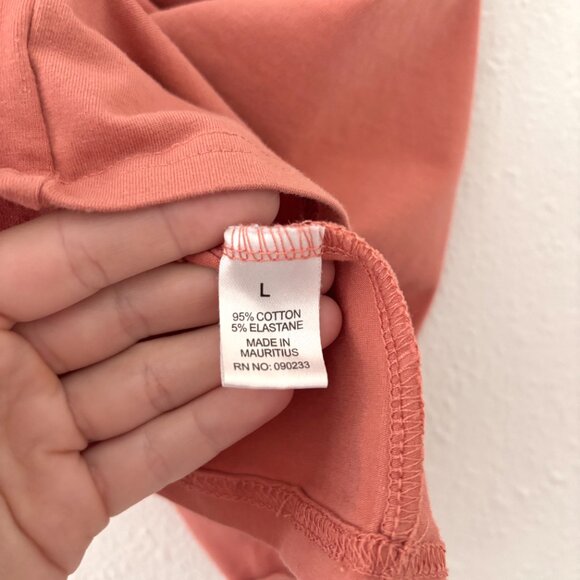 L
95% COTTON
5% ELASTANE
MADE IN
MAURITIUS
RN NO: 090233